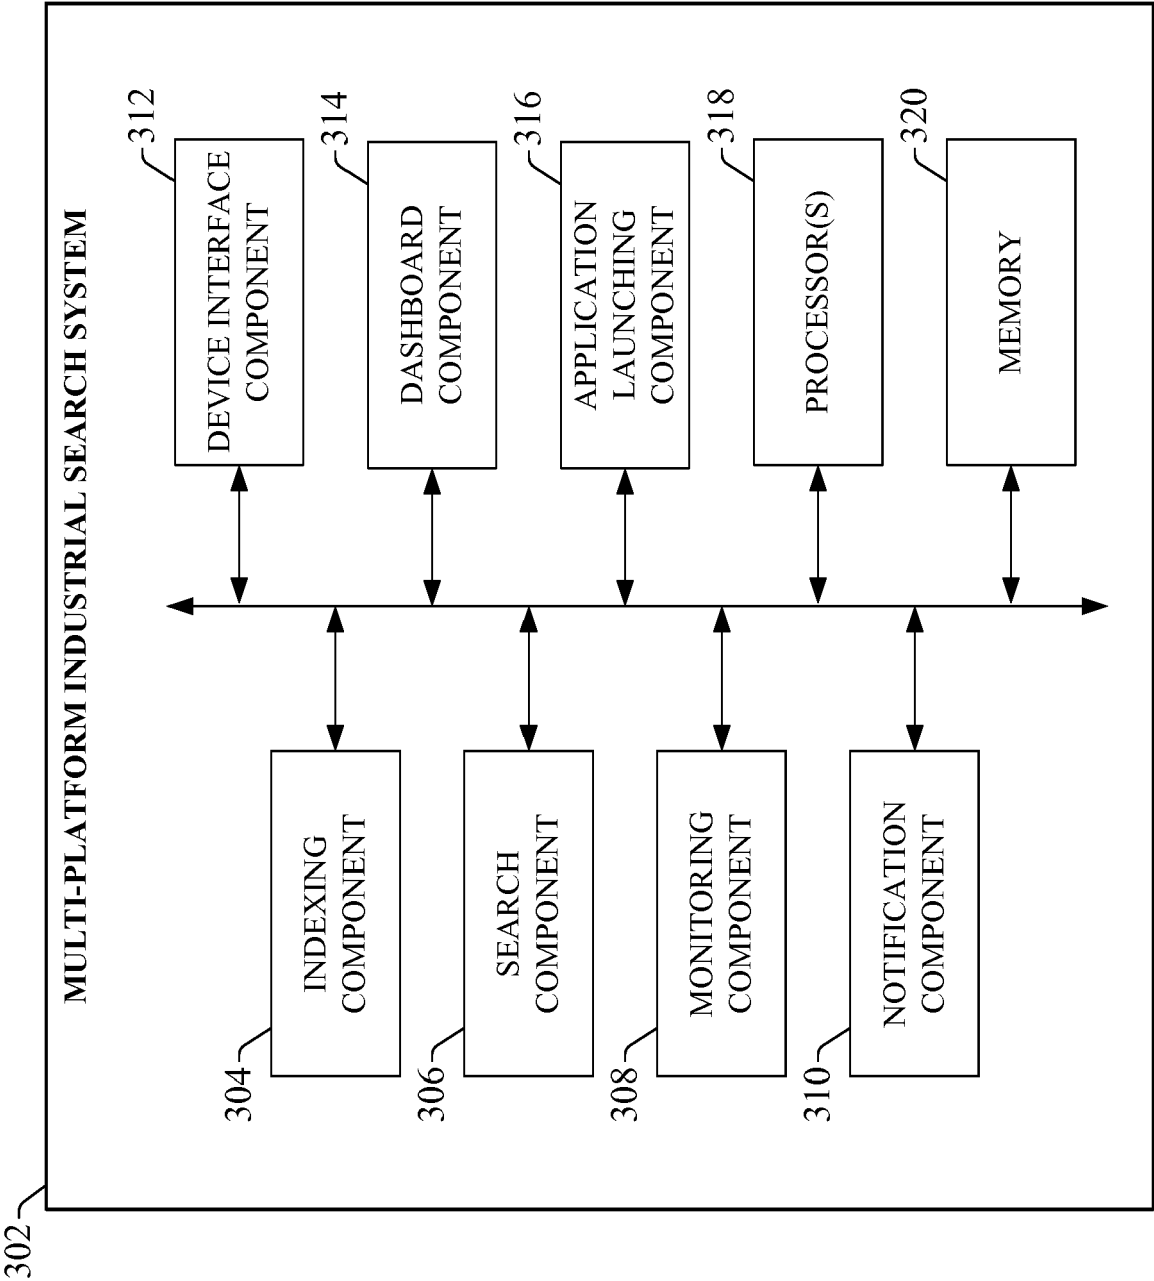 302
MULTI-PLATFORM INDUSTRIAL SEARCH SYSTEM
304
INDEXING
COMPONENT
306
SEARCH
COMPONENT
308
MONITORING
COMPONENT
310
NOTIFICATION
COMPONENT
312
DEVICE INTERFACE
COMPONENT
314
DASHBOARD
COMPONENT
316
APPLICATION
LAUNCHING
COMPONENT
318
PROCESSOR(S)
320
MEMORY